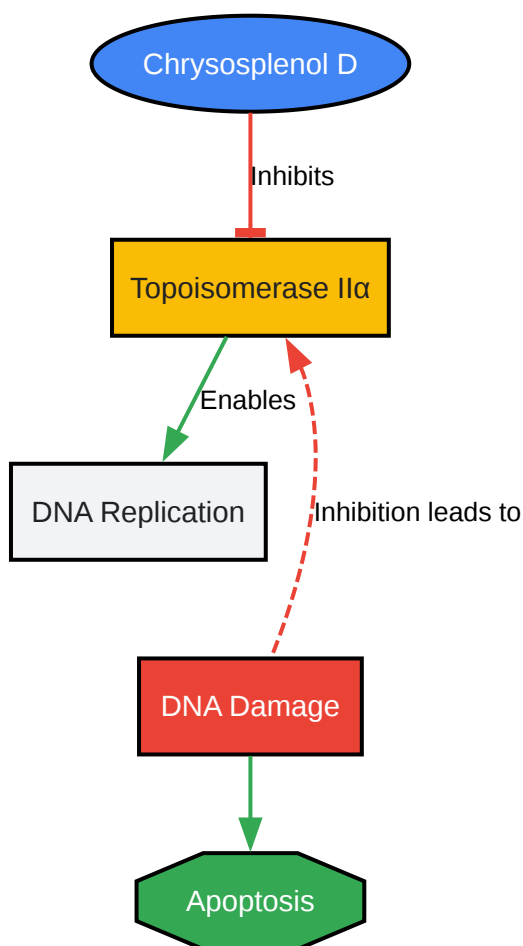 Chrysosplenol D
Inhibits
Topoisomerase IIα
Enables
DNA Replication
Inhibition leads to
DNA Damage
Apoptosis